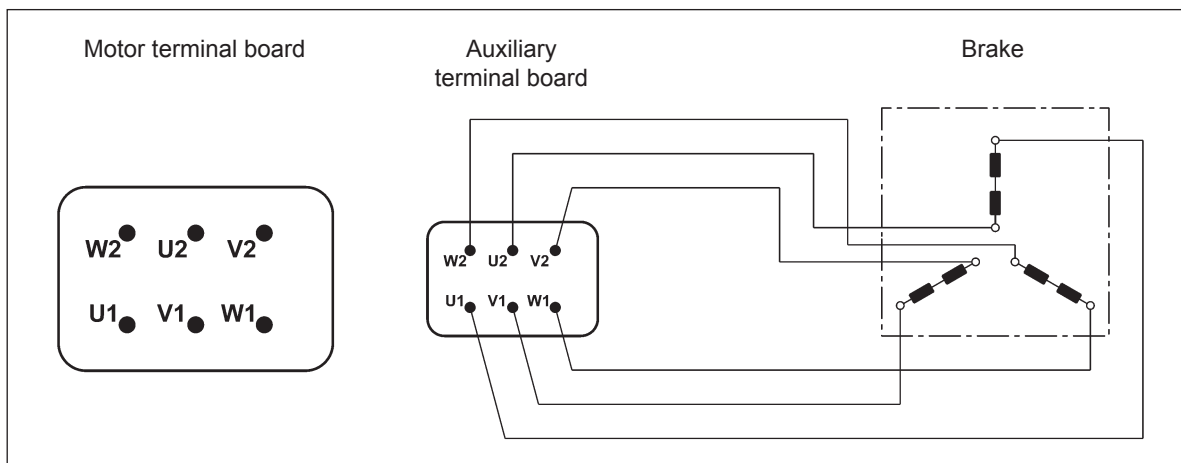 Motor terminal board
Auxiliary
terminal board
Brake
W2 U2 V2
U1 V1 W1
W2 U2 V2
U1 V1 W1